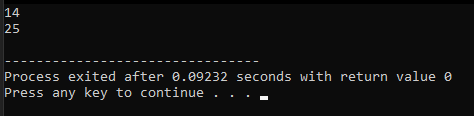 14
25
--------------------------------
Process exited after 0.09232 seconds with return value 0
Press any key to continue . . .